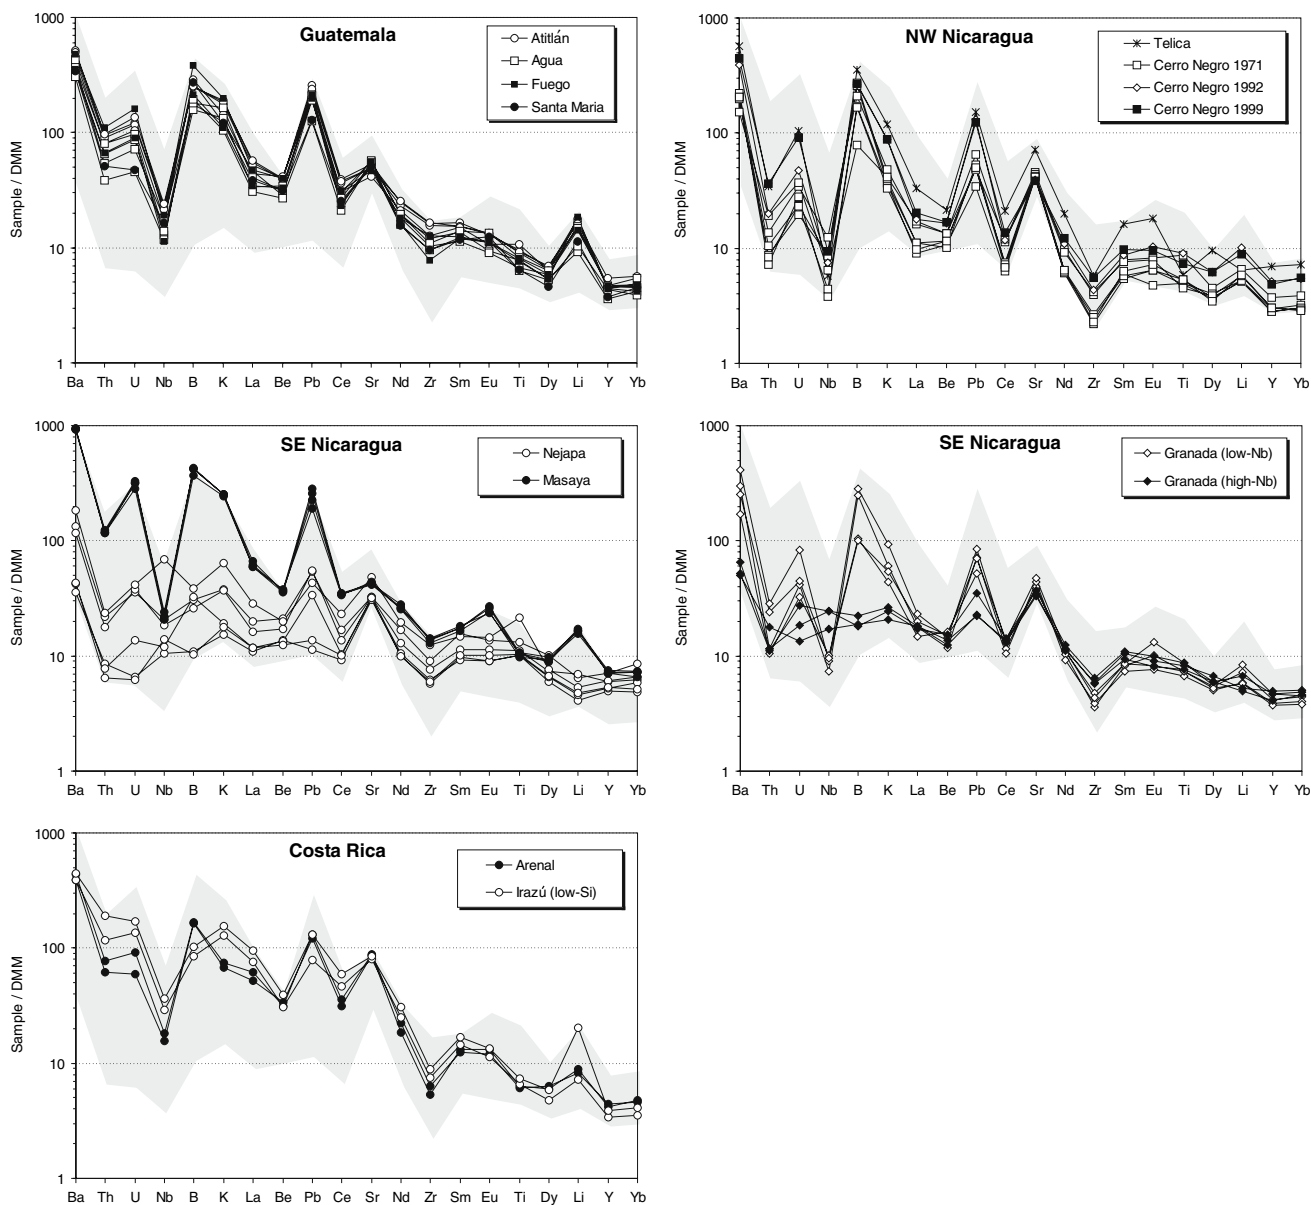 Guatemala
Atitlán
Agua
Fuego
Santa Maria
Sample / DMM
1000
100
10
1
Ba Th U Nb B K La Be Pb Ce Sr Nd Zr Sm Eu Ti Dy Li Y Yb
NW Nicaragua
Telica
Cerro Negro 1971
Cerro Negro 1992
Cerro Negro 1999
Sample / DMM
1000
100
10
1
Ba Th U Nb B K La Be Pb Ce Sr Nd Zr Sm Eu Ti Dy Li Y Yb
SE Nicaragua
Nejapa
Masaya
Sample / DMM
1000
100
10
1
Ba Th U Nb B K La Be Pb Ce Sr Nd Zr Sm Eu Ti Dy Li Y Yb
SE Nicaragua
Granada (low-Nb)
Granada (high-Nb)
Sample / DMM
1000
100
10
1
Ba Th U Nb B K La Be Pb Ce Sr Nd Zr Sm Eu Ti Dy Li Y Yb
Costa Rica
Arenal
Irazú (low-Si)
Sample / DMM
1000
100
10
1
Ba Th U Nb B K La Be Pb Ce Sr Nd Zr Sm Eu Ti Dy Li Y Yb